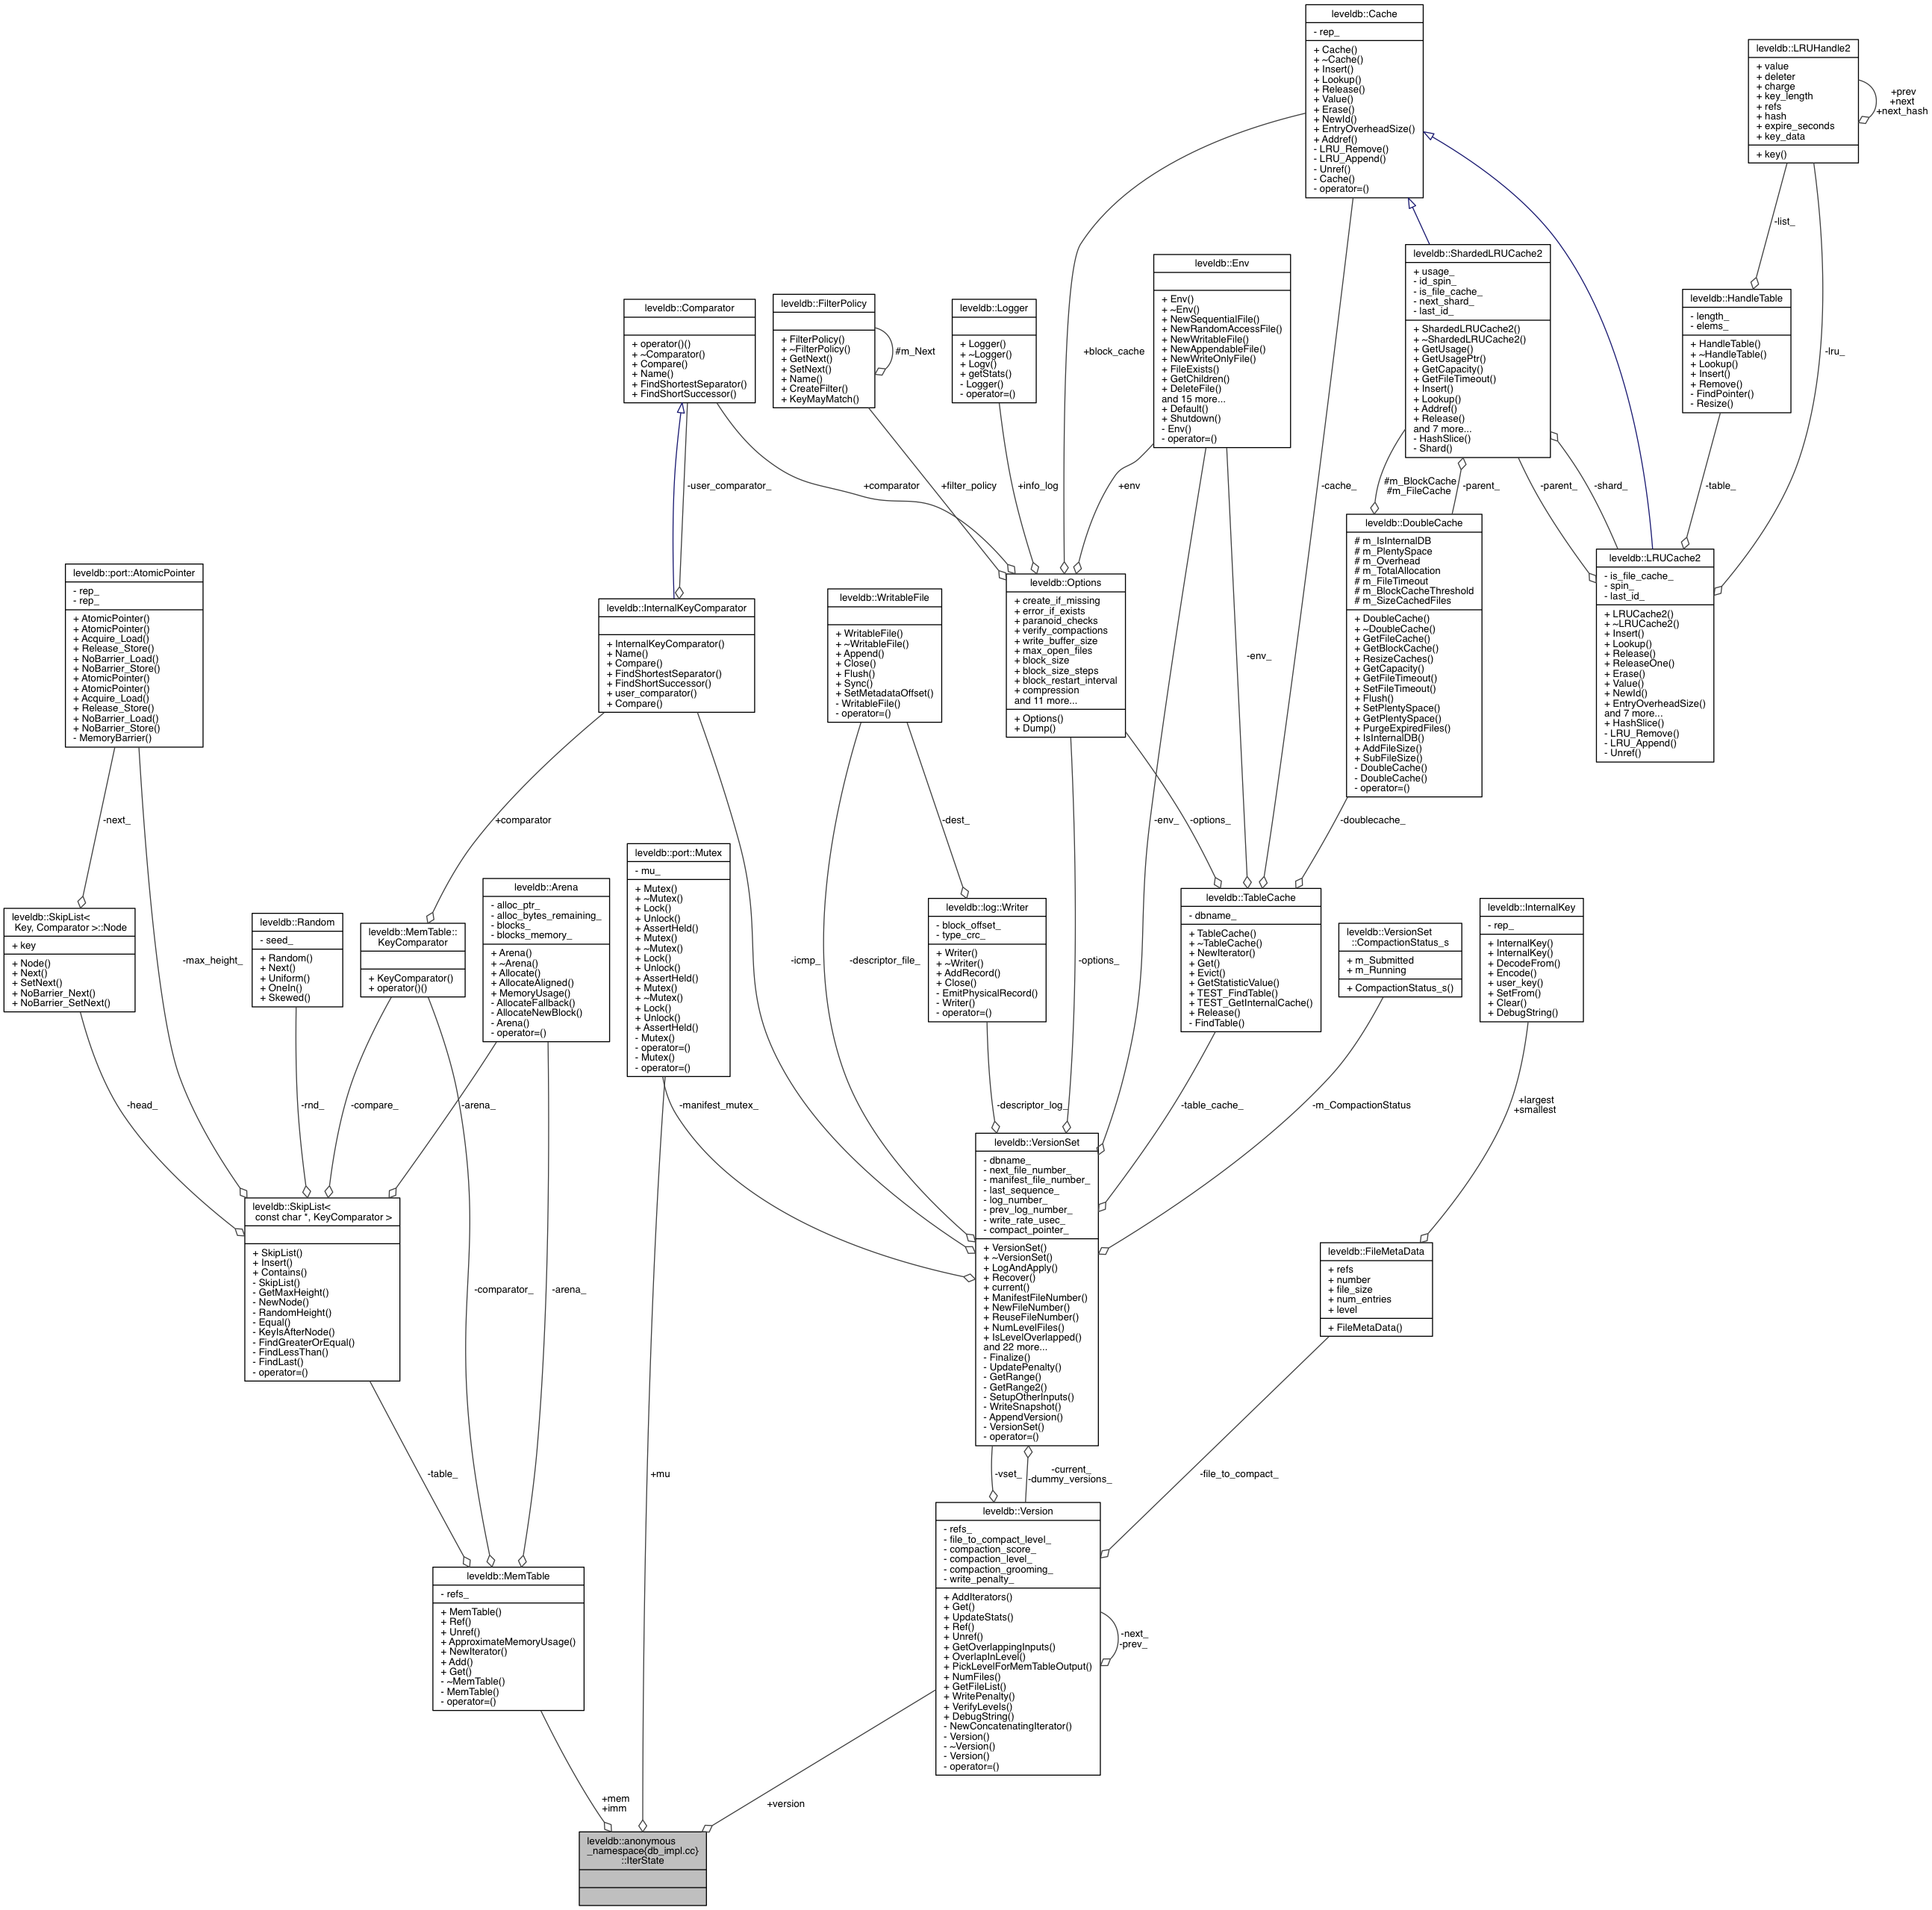 leveldb::Cache
- rep_
+ Cache()
+ ~Cache()
+ Insert()
+ Lookup()
+ Release()
+ Value()
+ Erase()
+ NewId()
+ EntryOverheadSize()
+ Addref()
- LRU_Remove()
- LRU_Append()
- Unref()
- Cache()
- operator=()
leveldb::LRUHandle2
+ value
+ deleter
+ charge
+ key_length
+ refs
+ hash
+ expire_seconds
+ key_data
+ key()
+prev
+next
+next_hash
-list_
-lru_
leveldb::ShardedLRUCache2
+ usage_
- id_spin_
- is_file_cache_
- next_shard_
- last_id_
+ ShardedLRUCache2()
+ ~ShardedLRUCache2()
+ GetUsage()
+ GetUsagePtr()
+ GetCapacity()
+ GetFileTimeout()
+ Insert()
+ Lookup()
+ Addref()
+ Release()
and 7 more...
- HashSlice()
- Shard()
leveldb::HandleTable
- length_
- elems_
+ HandleTable()
+ ~HandleTable()
+ Lookup()
+ Insert()
+ Remove()
- FindPointer()
- Resize()
leveldb::Env
+ Env()
+ ~Env()
+ NewSequentialFile()
+ NewRandomAccessFile()
+ NewWritableFile()
+ NewAppendableFile()
+ NewWriteOnlyFile()
+ FileExists()
+ GetChildren()
+ DeleteFile()
and 15 more...
+ Default()
+ Shutdown()
- Env()
- operator=()
leveldb::Comparator
+ operator()()
+ ~Comparator()
+ Compare()
+ Name()
+ FindShortestSeparator()
+ FindShortSuccessor()
leveldb::FilterPolicy
+ FilterPolicy()
+ ~FilterPolicy()
+ GetNext()
+ SetNext()
+ Name()
+ CreateFilter()
+ KeyMayMatch()
#m_Next
leveldb::Logger
+ Logger()
+ ~Logger()
+ Logv()
+ getStats()
- Logger()
- operator=()
+block_cache
-user_comparator_
+comparator
+filter_policy
+info_log
+env
-cache_
#m_BlockCache
#m_FileCache
-parent_
-parent_
-shard_
-table_
leveldb::DoubleCache
# m_IsInternalDB
# m_PlentySpace
# m_Overhead
# m_TotalAllocation
# m_FileTimeout
# m_BlockCacheThreshold
# m_SizeCachedFiles
+ DoubleCache()
+ ~DoubleCache()
+ GetFileCache()
+ GetBlockCache()
+ ResizeCaches()
+ GetCapacity()
+ GetFileTimeout()
+ SetFileTimeout()
+ Flush()
+ SetPlentySpace()
+ GetPlentySpace()
+ PurgeExpiredFiles()
+ IsInternalDB()
+ AddFileSize()
+ SubFileSize()
- DoubleCache()
- DoubleCache()
- operator=()
leveldb::LRUCache2
- is_file_cache_
- spin_
- last_id_
+ LRUCache2()
+ ~LRUCache2()
+ Insert()
+ Lookup()
+ Release()
+ ReleaseOne()
+ Erase()
+ Value()
+ NewId()
+ EntryOverheadSize()
and 7 more...
+ HashSlice()
- LRU_Remove()
- LRU_Append()
- Unref()
leveldb::port::AtomicPointer
- rep_
- rep_
+ AtomicPointer()
+ AtomicPointer()
+ Acquire_Load()
+ Release_Store()
+ NoBarrier_Load()
+ NoBarrier_Store()
+ AtomicPointer()
+ AtomicPointer()
+ Acquire_Load()
+ Release_Store()
+ NoBarrier_Load()
+ NoBarrier_Store()
- MemoryBarrier()
leveldb::InternalKeyComparator
+ InternalKeyComparator()
+ Name()
+ Compare()
+ FindShortestSeparator()
+ FindShortSuccessor()
+ user_comparator()
+ Compare()
leveldb::WritableFile
+ WritableFile()
+ ~WritableFile()
+ Append()
+ Close()
+ Flush()
+ Sync()
+ SetMetadataOffset()
- WritableFile()
- operator=()
leveldb::Options
+ create_if_missing
+ error_if_exists
+ paranoid_checks
+ verify_compactions
+ write_buffer_size
+ max_open_files
+ block_size
+ block_size_steps
+ block_restart_interval
+ compression
and 11 more...
+ Options()
+ Dump()
-env_
-next_
+comparator
-dest_
-env_
-options_
-doublecache_
leveldb::port::Mutex
- mu_
+ Mutex()
+ ~Mutex()
+ Lock()
+ Unlock()
+ AssertHeld()
+ Mutex()
+ ~Mutex()
+ Lock()
+ Unlock()
+ AssertHeld()
+ Mutex()
+ ~Mutex()
+ Lock()
+ Unlock()
+ AssertHeld()
- Mutex()
- operator=()
- Mutex()
- operator=()
leveldb::Arena
- alloc_ptr_
- alloc_bytes_remaining_
- blocks_
- blocks_memory_
+ Arena()
+ ~Arena()
+ Allocate()
+ AllocateAligned()
+ MemoryUsage()
- AllocateFallback()
- AllocateNewBlock()
- Arena()
- operator=()
leveldb::SkipList<
Key, Comparator >::Node
+ key
+ Node()
+ Next()
+ SetNext()
+ NoBarrier_Next()
+ NoBarrier_SetNext()
leveldb::Random
- seed_
+ Random()
+ Next()
+ Uniform()
+ OneIn()
+ Skewed()
leveldb::MemTable::
KeyComparator
+ KeyComparator()
+ operator()()
leveldb::log::Writer
- block_offset_
- type_crc_
+ Writer()
+ ~Writer()
+ AddRecord()
+ Close()
- EmitPhysicalRecord()
- Writer()
- operator=()
leveldb::TableCache
- dbname_
+ TableCache()
+ ~TableCache()
+ NewIterator()
+ Get()
+ Evict()
+ GetStatisticValue()
+ TEST_FindTable()
+ TEST_GetInternalCache()
+ Release()
- FindTable()
leveldb::VersionSet
::CompactionStatus_s
+ m_Submitted
+ m_Running
+ CompactionStatus_s()
leveldb::InternalKey
- rep_
+ InternalKey()
+ InternalKey()
+ DecodeFrom()
+ Encode()
+ user_key()
+ SetFrom()
+ Clear()
+ DebugString()
-max_height_
-icmp_
-descriptor_file_
-options_
-head_
-rnd_
-compare_
-arena_
-manifest_mutex_
-descriptor_log_
-table_cache_
-m_CompactionStatus
+largest
+smallest
leveldb::SkipList<
const char *, KeyComparator >
+ SkipList()
+ Insert()
+ Contains()
- SkipList()
- GetMaxHeight()
- NewNode()
- RandomHeight()
- Equal()
- KeyIsAfterNode()
- FindGreaterOrEqual()
- FindLessThan()
- FindLast()
- operator=()
leveldb::VersionSet
- dbname_
- next_file_number_
- manifest_file_number_
- last_sequence_
- log_number_
- prev_log_number_
- write_rate_usec_
- compact_pointer_
+ VersionSet()
+ ~VersionSet()
+ LogAndApply()
+ Recover()
+ current()
+ ManifestFileNumber()
+ NewFileNumber()
+ ReuseFileNumber()
+ NumLevelFiles()
+ IsLevelOverlapped()
and 22 more...
- Finalize()
- UpdatePenalty()
- GetRange()
- GetRange2()
- SetupOtherInputs()
- WriteSnapshot()
- AppendVersion()
- VersionSet()
- operator=()
leveldb::FileMetaData
+ refs
+ number
+ file_size
+ num_entries
+ level
+ FileMetaData()
-comparator_
-arena_
-table_
+mu
-vset_
-current_
-dummy_versions_
-file_to_compact_
leveldb::Version
- refs_
- file_to_compact_level_
- compaction_score_
- compaction_level_
- compaction_grooming_
- write_penalty_
+ AddIterators()
+ Get()
+ UpdateStats()
+ Ref()
+ Unref()
+ GetOverlappingInputs()
+ OverlapInLevel()
+ PickLevelForMemTableOutput()
+ NumFiles()
+ GetFileList()
+ WritePenalty()
+ VerifyLevels()
+ DebugString()
- NewConcatenatingIterator()
- Version()
- ~Version()
- Version()
- operator=()
-next_
-prev_
leveldb::MemTable
- refs_
+ MemTable()
+ Ref()
+ Unref()
+ ApproximateMemoryUsage()
+ NewIterator()
+ Add()
+ Get()
- ~MemTable()
- MemTable()
- operator=()
+mem
+imm
+version
leveldb::anonymous
_namespace{db_impl.cc}
::IterState